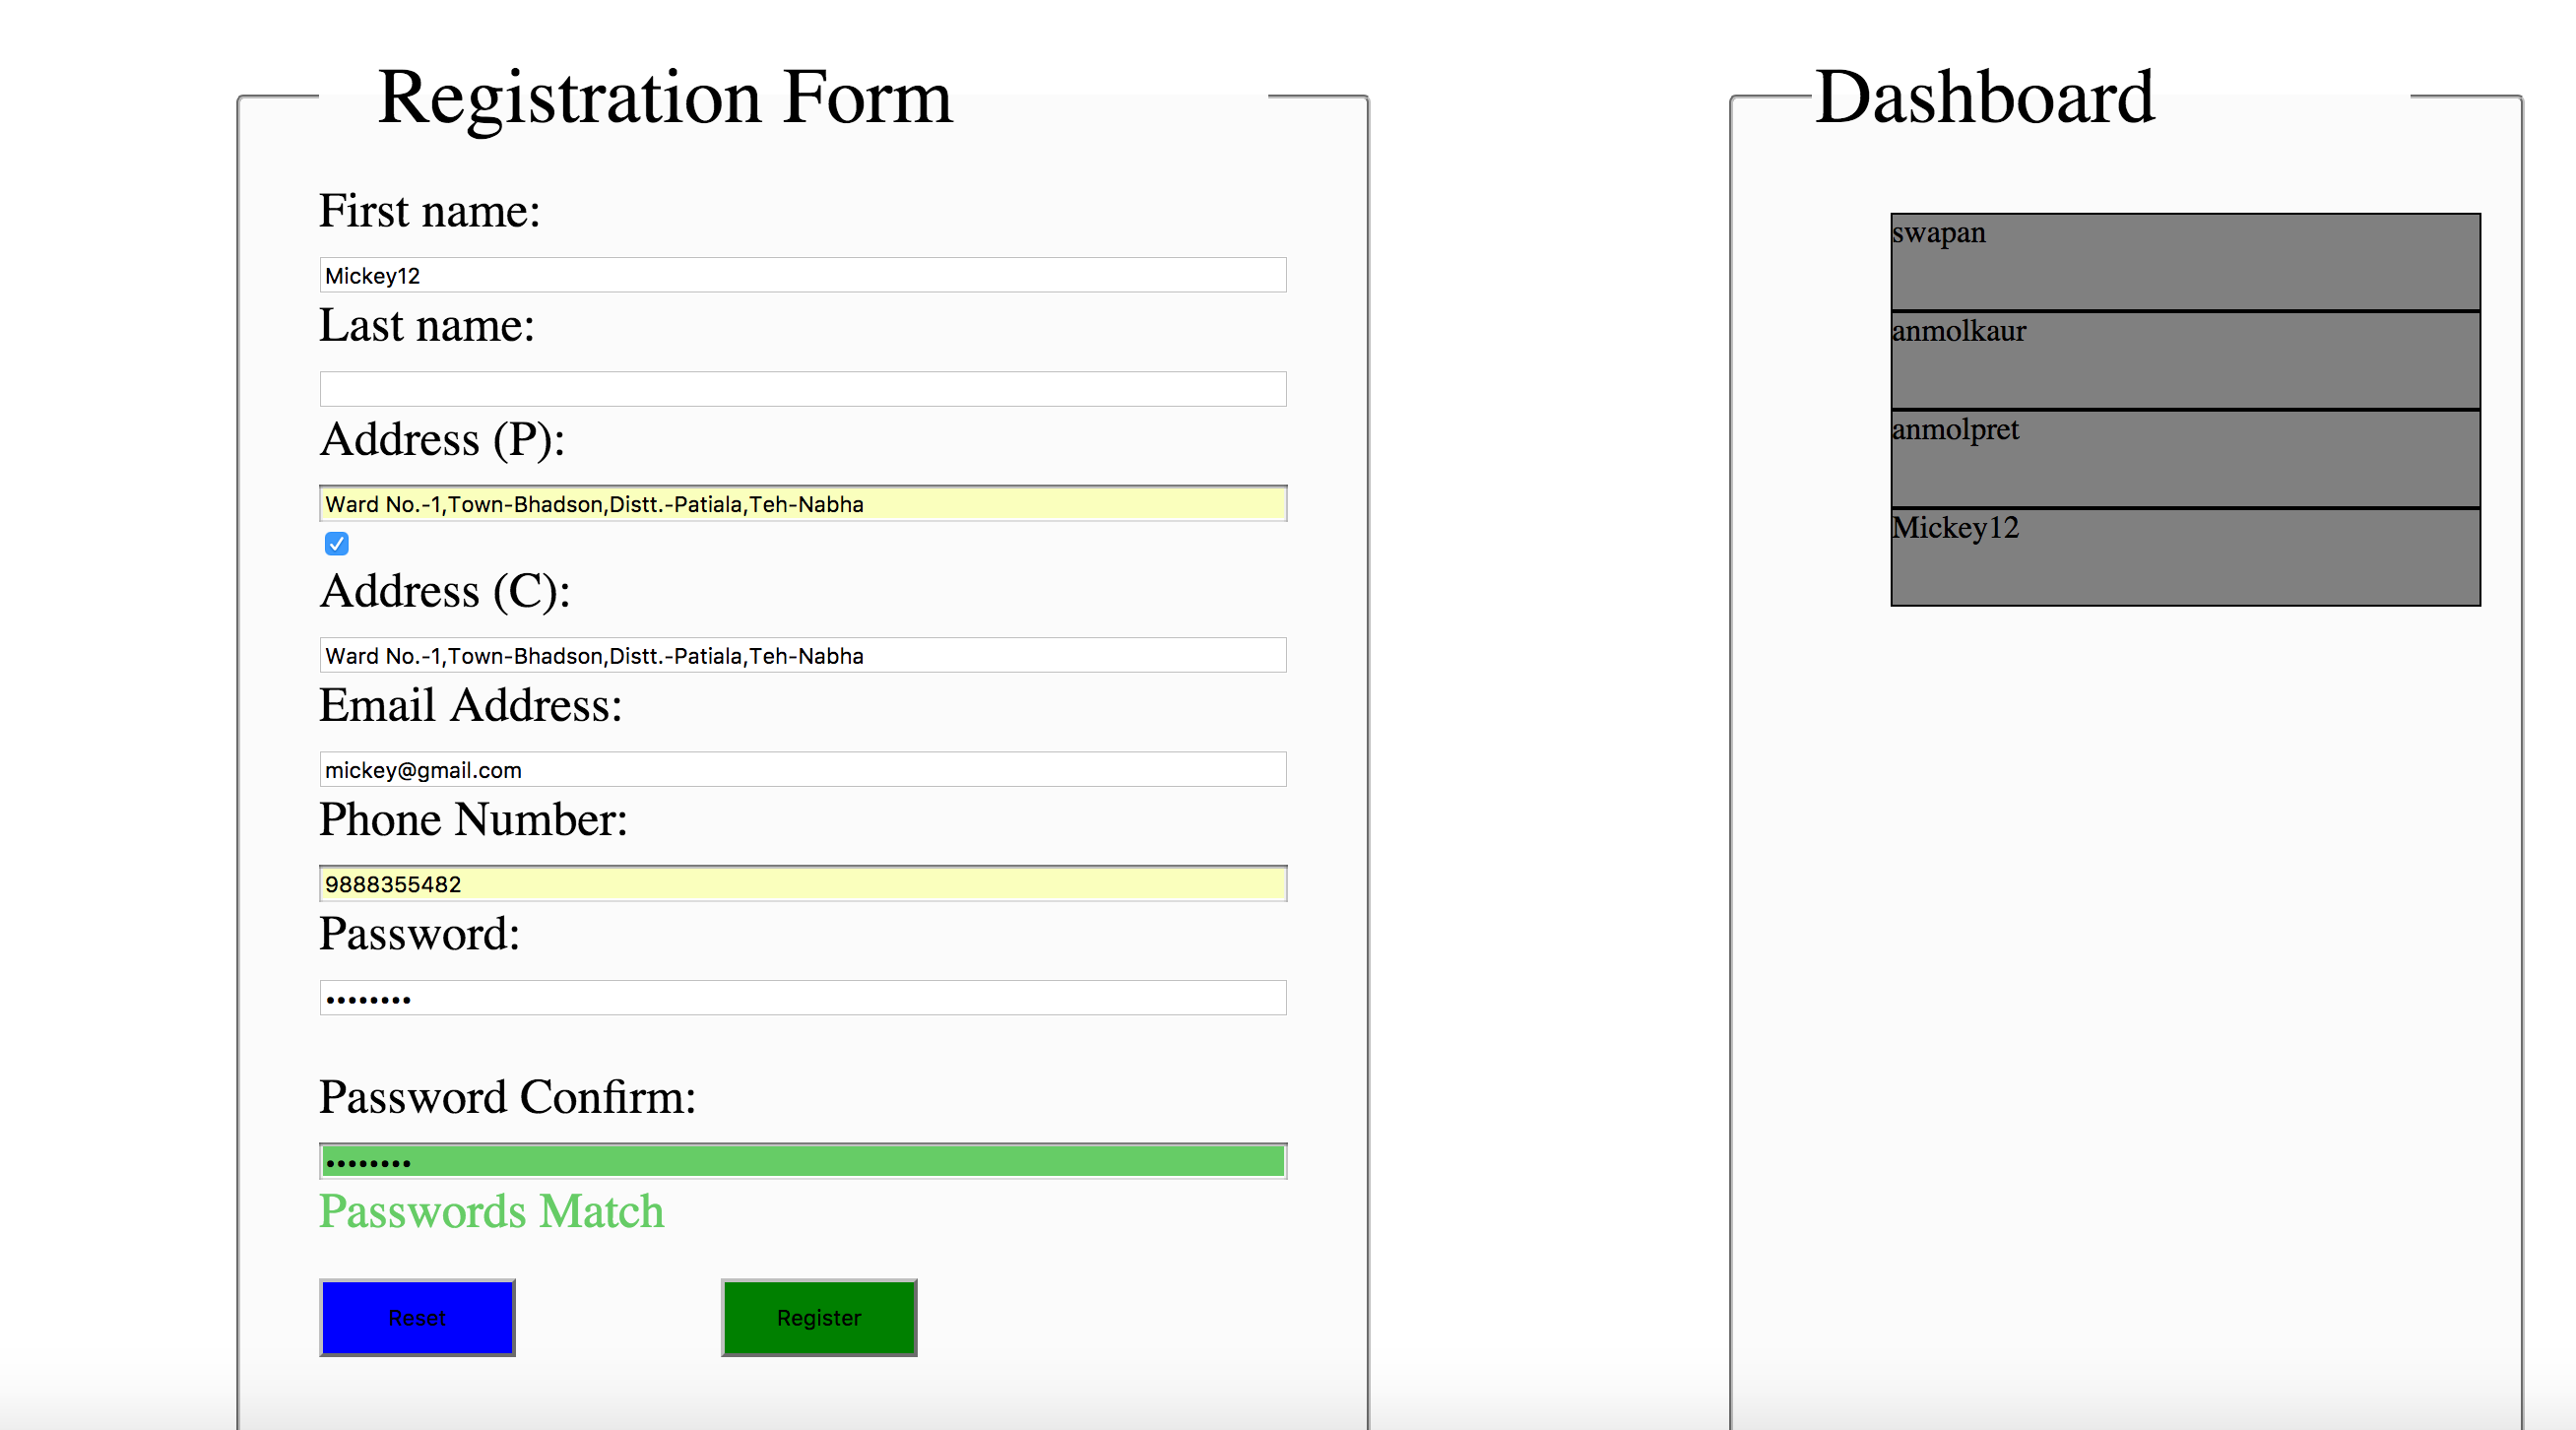 Registration Form
First name:
Mickey12
Last name:
Address (P):
Ward No.-1,Town-Bhadson,Distt.-Patiala,Teh-Nabha
Address (C):
Ward No.-1,Town-Bhadson,Distt.-Patiala,Teh-Nabha
Email Address:
mickey@gmail.com
Phone Number:
9888355482
Password:
••••••••
Password Confirm:
••••••••
Passwords Match
Reset
Register
Dashboard
swapan
anmolkaur
anmolpret
Mickey12